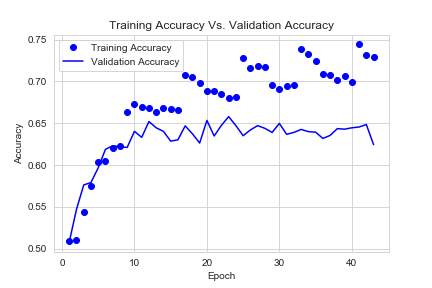 Training Accuracy Vs. Validation Accuracy
0.75
Training Accuracy
Validation Accuracy
0.70
0.65
0.60
0.55
0.50
Accuracy
0 10 20 30 40
Epoch